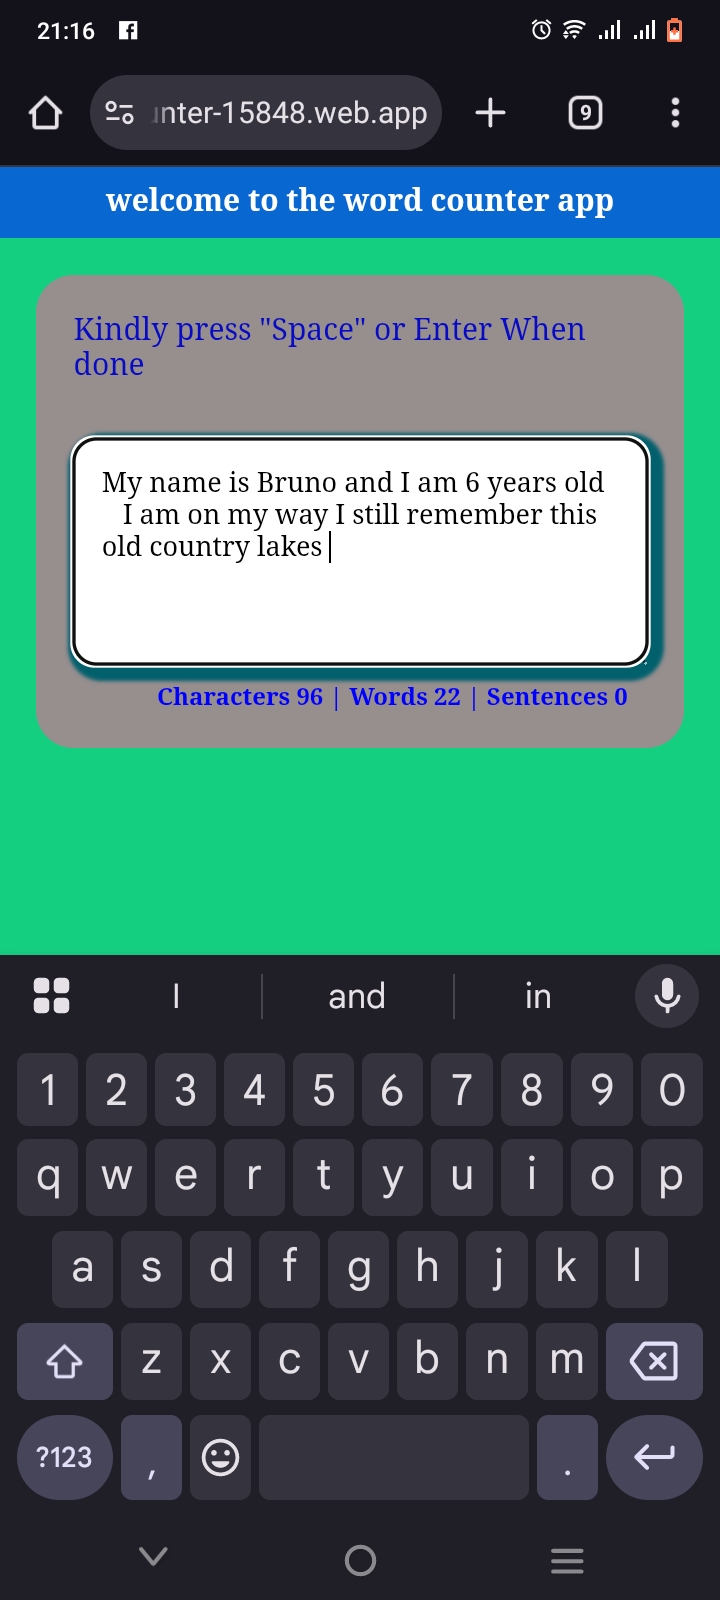 21:16
nter-15848.web.app
9
welcome to the word counter app
Kindly press "Space" or Enter When
done
My name is Bruno and I am 6 years old
I am on my way I still remember this
old country lakes
Characters 96 | Words 22 | Sentences 0
I and in
1 2 3 4 5 6 7 8 9 0
q w e r t y u i o p
a s d f g h j k l
z x c v b n m
?123 , .